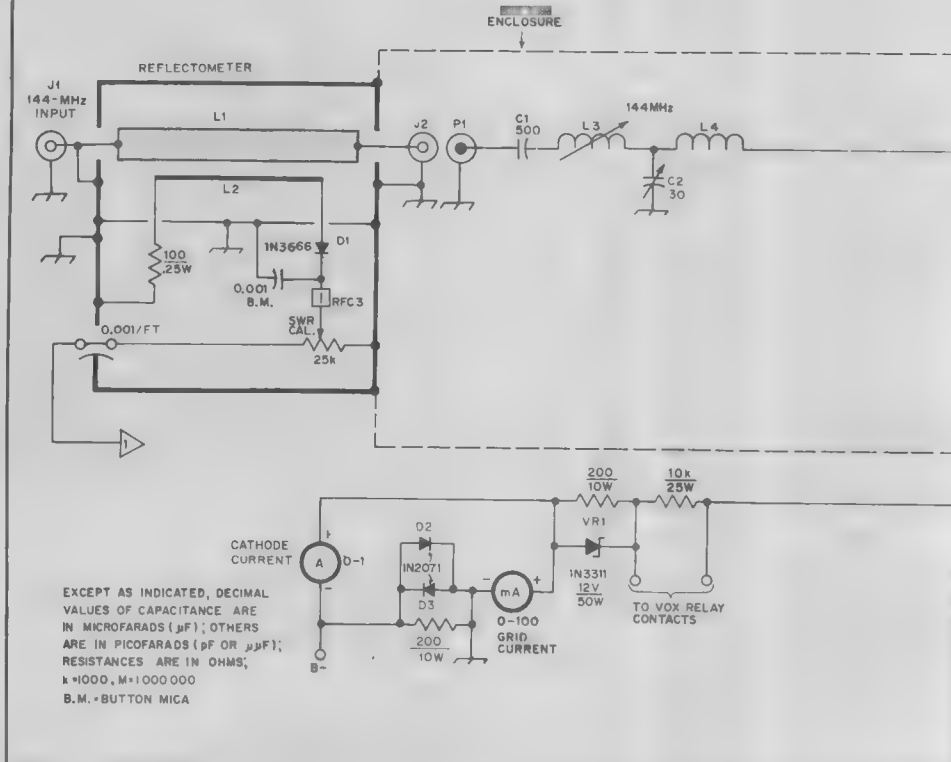 ENCLOSURE
REFLECTOMETER
J1
144-MHz
INPUT
L1
J2
P1
C1
500
L3
144MHz
L4
C2
30
L2
1N3666
D1
100
.25W
0.001
B.M.
RFC3
SWR
CAL.
25k
0.001/FT
1
200
10W
10k
25W
VR1
1N3311
12V
50W
TO VOX RELAY
CONTACTS
CATHODE
CURRENT
+
A
0-1
-
B-
D2
1N2071
D3
200
10W
-
mA
+
0-100
GRID
CURRENT
EXCEPT AS INDICATED, DECIMAL
VALUES OF CAPACITANCE ARE
IN MICROFARADS (µF); OTHERS
ARE IN PICOFARADS (pF OR µµF);
RESISTANCES ARE IN OHMS;
k=1000, M=1000000
B.M.=BUTTON MICA